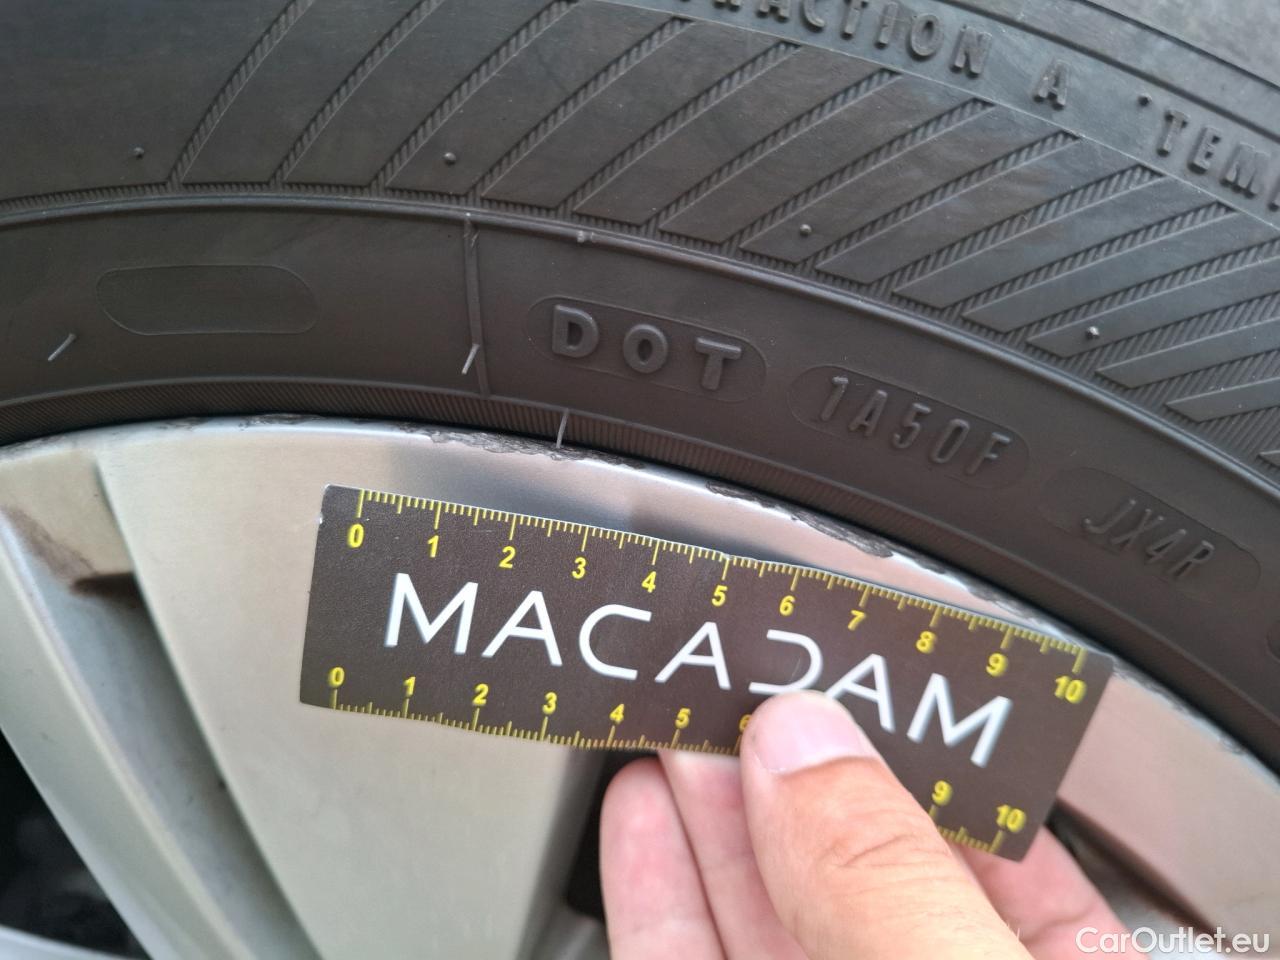 TRACTION A TEM
DOT 1A50F JX4R
0 1 2 3 4 5 6 7 8 9 10
MACADAM
0 1 2 3 4 5 6 9 10
CarOutlet.eu